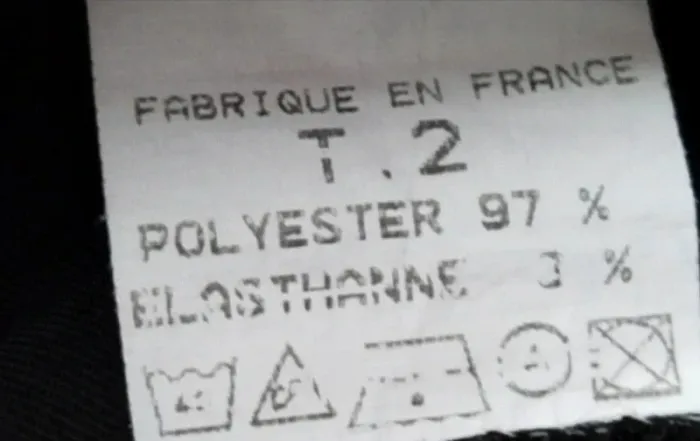 FABRIQUE EN FRANCE
T.2
POLYESTER 97 %
ELASTHANNE 3 %